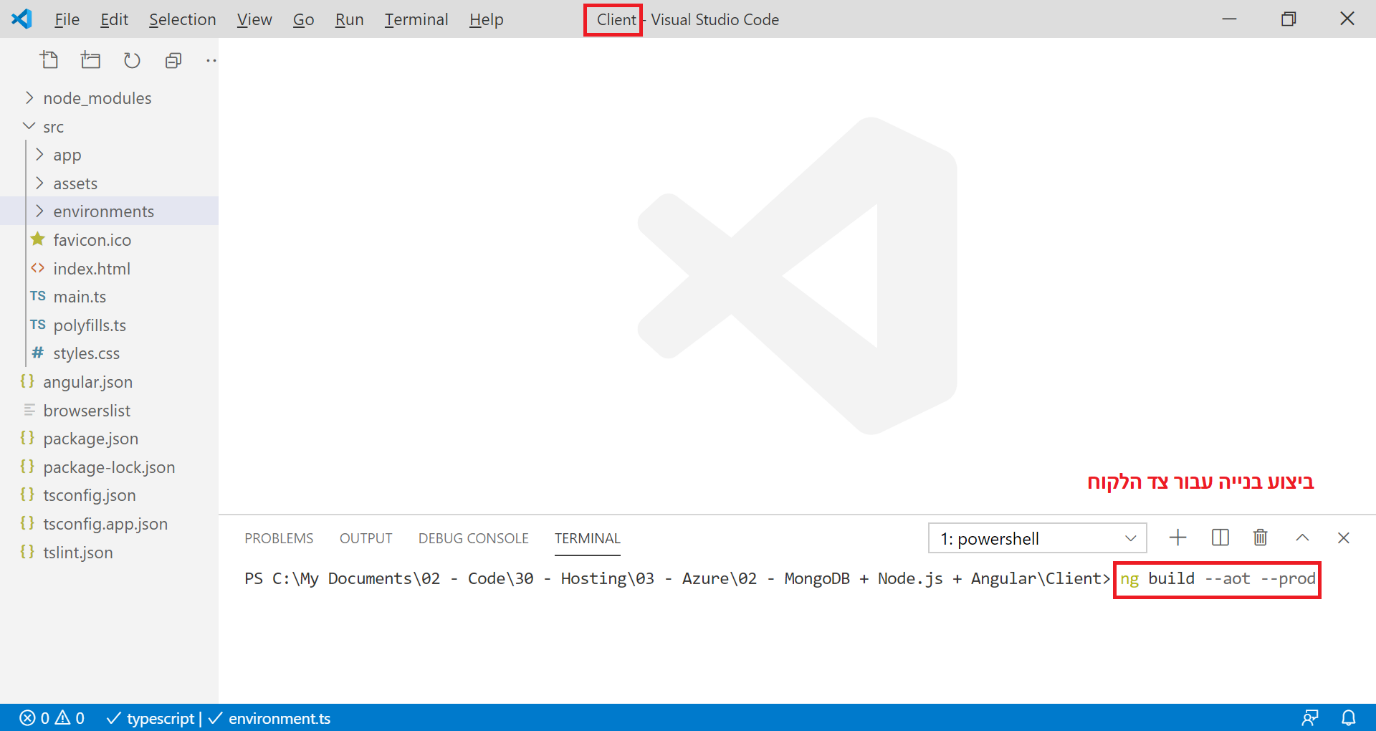 File Edit Selection View Go Run Terminal Help Client - Visual Studio Code
node_modules
src
app
assets
environments
favicon.ico
<> index.html
TS main.ts
TS polyfills.ts
# styles.css
{} angular.json
browserslist
{} package.json
{} package-lock.json
{} tsconfig.json
{} tsconfig.app.json
{} tslint.json
ביצוע בנייה עבור צד הלקוח
PROBLEMS OUTPUT DEBUG CONSOLE TERMINAL 1: powershell
PS C:\My Documents\02 - Code\30 - Hosting\03 - Azure\02 - MongoDB + Node.js + Angular\Client> ng build --aot --prod
0 0 typescript | environment.ts